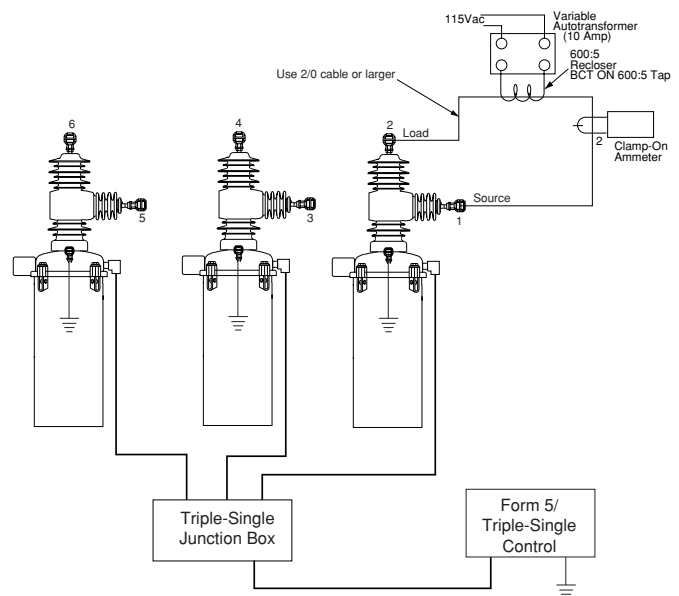 115Vac
Variable
Autotransformer
(10 Amp)
600:5
Recloser
BCT ON 600:5 Tap
Use 2/0 cable or larger
6
4
2
Load
2
Clamp-On
Ammeter
5
3
1
Source
Triple-Single
Junction Box
Form 5/
Triple-Single
Control